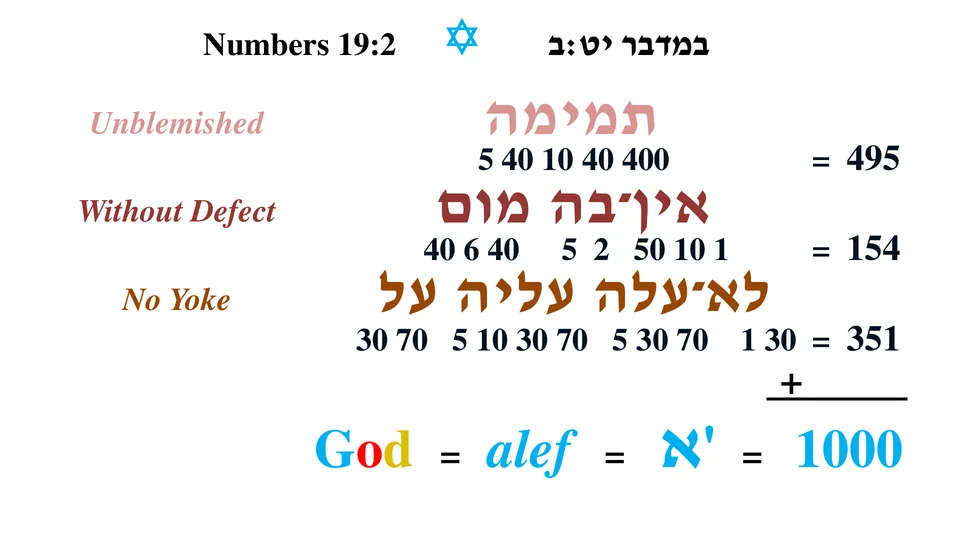 Numbers 19:2 ✡ במדבר יט:ב
Unblemished תמימה
5 40 10 40 400 = 495
Without Defect אין־בה מום
40 6 40 5 2 50 10 1 = 154
No Yoke לא־עלה עליה על
30 70 5 10 30 70 5 30 70 1 30 = 351
+
God = alef = א' = 1000